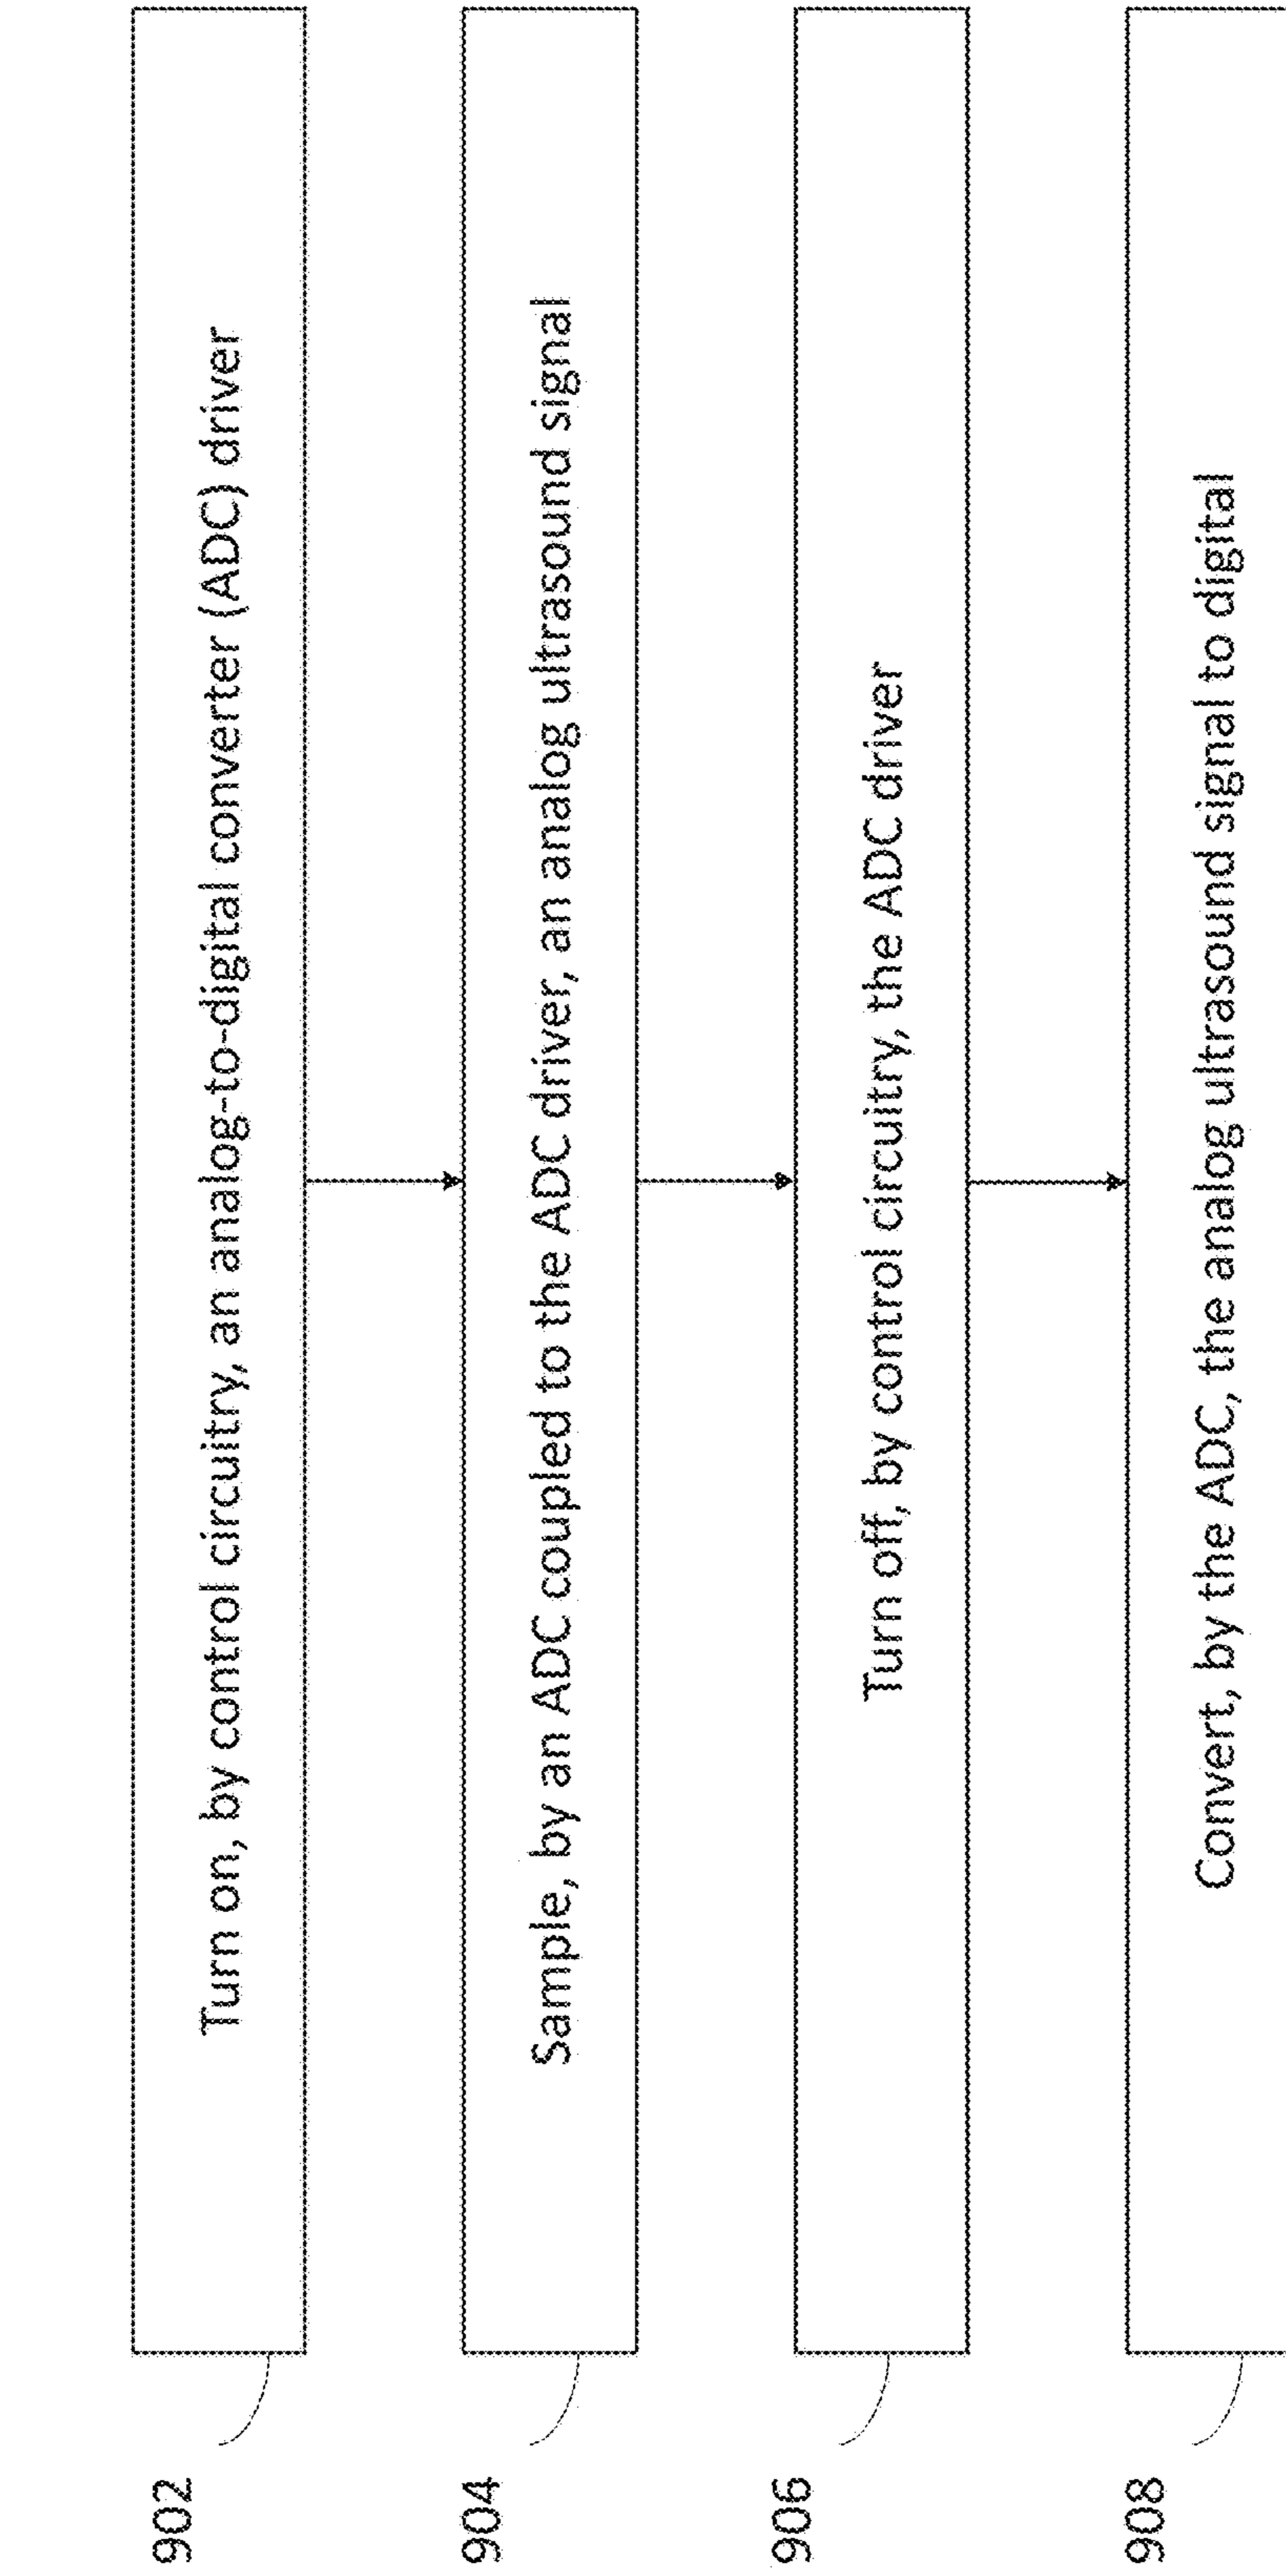 902
Turn on, by control circuitry, an analog-to-digital converter (ADC) driver
904
Sample, by an ADC coupled to the ADC driver, an analog ultrasound signal
906
Turn off, by control circuitry, the ADC driver
908
Convert, by the ADC, the analog ultrasound signal to digital